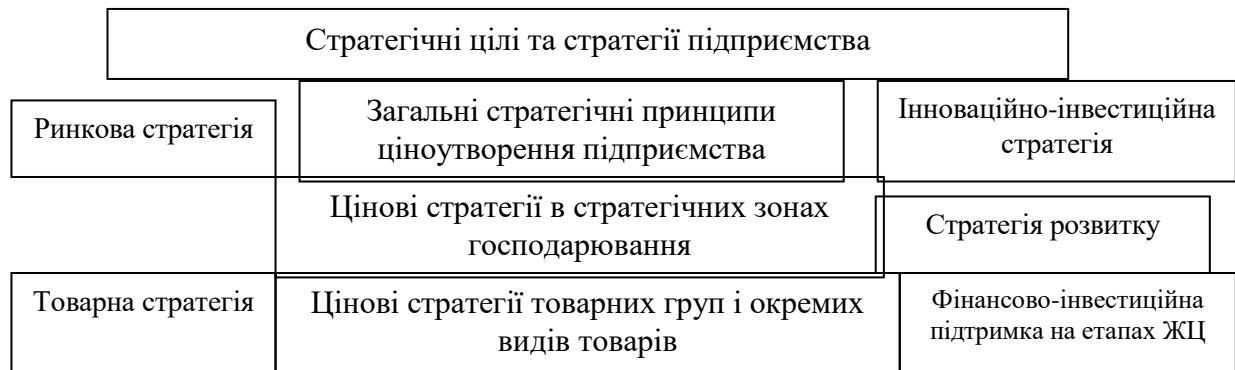 Стратегічні цілі та стратегії підприємства
Ринкова стратегія
Загальні стратегічні принципи
ціноутворення підприємства
Інноваційно-інвестиційна
стратегія
Цінові стратегії в стратегічних зонах
господарювання
Стратегія розвитку
Товарна стратегія
Цінові стратегії товарних груп і окремих
видів товарів
Фінансово-інвестиційна
підтримка на етапах ЖЦ